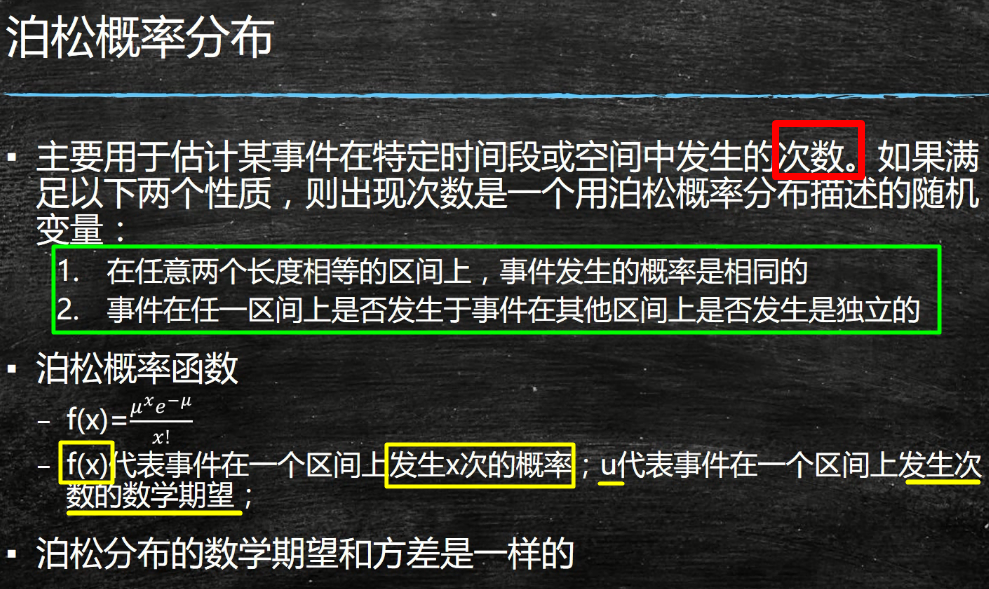 泊松概率分布
▪ 主要用于估计某事件在特定时间段或空间中发生的次数。如果满
足以下两个性质，则出现次数是一个用泊松概率分布描述的随机
变量：
1. 在任意两个长度相等的区间上，事件发生的概率是相同的
2. 事件在任一区间上是否发生于事件在其他区间上是否发生是独立的
▪ 泊松概率函数
– f(x)=\frac{μ^x e^{−μ}}{x!}
– f(x)代表事件在一个区间上发生x次的概率；u代表事件在一个区间上发生次
数的数学期望；
▪ 泊松分布的数学期望和方差是一样的